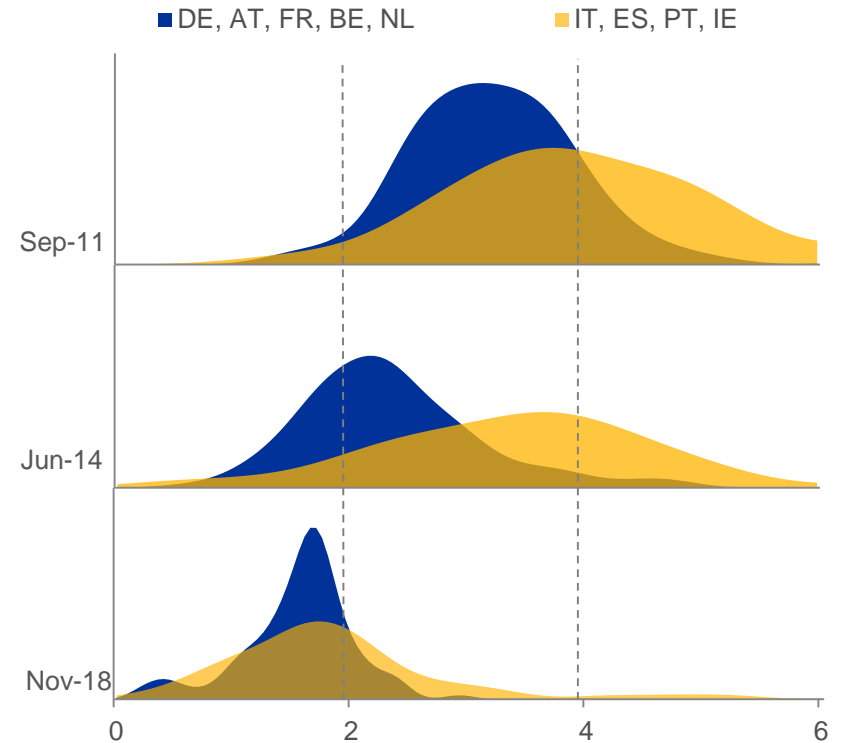 DE, AT, FR, BE, NL IT, ES, PT, IE
Sep-11
Jun-14
Nov-18
0 2 4 6